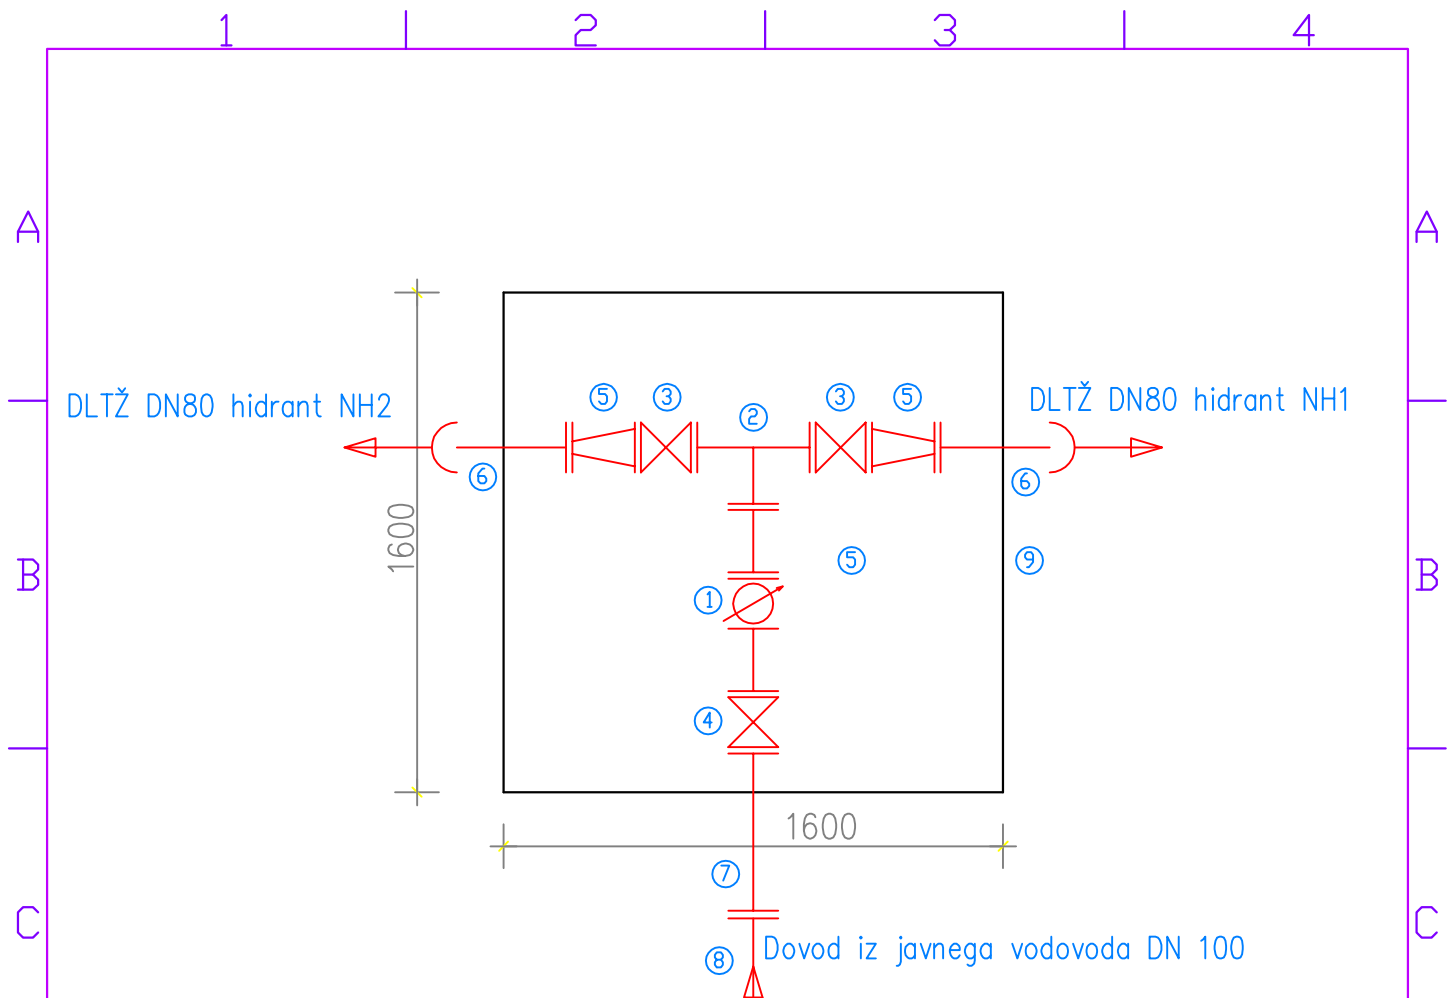 1 2 3 4
A A
DLTŽ DN80 hidrant NH2
5 3 2 3 5
DLTŽ DN80 hidrant NH1
6 6
1600
B 5 9 B
1
4
1600
7
C C
8 Dovod iz javnega vodovoda DN 100